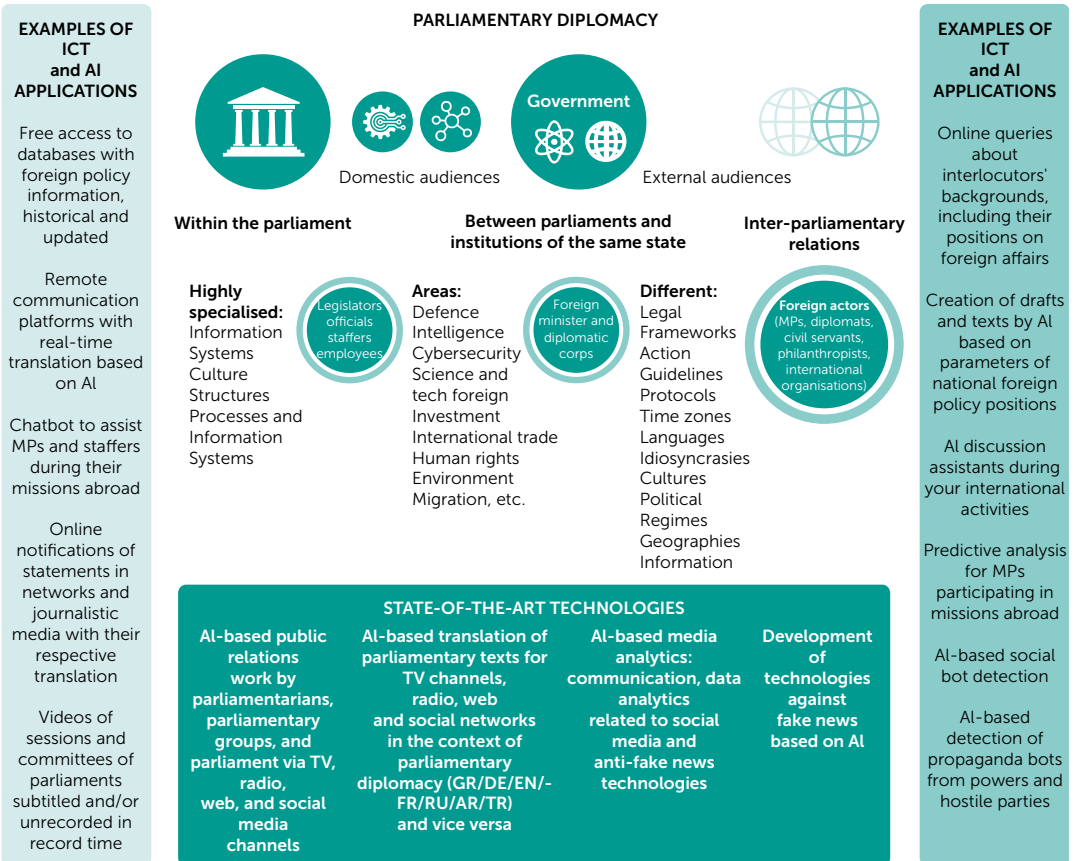 EXAMPLES OF
ICT
and AI
APPLICATIONS
Free access to
databases with
foreign policy
information,
historical and
updated
Remote
communication
platforms with
real-time
translation based
on AI
Chatbot to assist
MPs and staffers
during their
missions abroad
Online
notifications of
statements in
networks and
journalistic
media with their
respective
translation
Videos of
sessions and
committees of
parliaments
subtitled and/or
unrecorded in
record time
PARLIAMENTARY DIPLOMACY
Government
Domestic audiences
External audiences
Within the parliament
Between parliaments and
institutions of the same state
Inter-parliamentary
relations
Highly
specialised:
Information
Systems
Culture
Structures
Processes and
Information
Systems
Legislators
officials
staffers
employees
Areas:
Defence
Intelligence
Cybersecurity
Science and
tech foreign
Investment
International trade
Human rights
Environment
Migration, etc.
Foreign
minister and
diplomatic
corps
Different:
Legal
Frameworks
Action
Guidelines
Protocols
Time zones
Languages
Idiosyncrasies
Cultures
Political
Regimes
Geographies
Information
Foreign actors
(MPs, diplomats,
civil servants,
philanthropists,
international
organisations)
STATE-OF-THE-ART TECHNOLOGIES
AI-based public
relations
work by
parliamentarians,
parliamentary
groups, and
parliament via TV,
radio,
web, and social
media
channels
AI-based translation of
parliamentary texts for
TV channels,
radio, web
and social networks
in the context of
parliamentary
diplomacy (GR/DE/EN/-
FR/RU/AR/TR)
and vice versa
AI-based media
analytics:
communication, data
analytics
related to social
media and
anti-fake news
technologies
Development
of
technologies
against
fake news
based on AI
EXAMPLES OF
ICT
and AI
APPLICATIONS
Online queries
about
interlocutors'
backgrounds,
including their
positions on
foreign affairs
Creation of drafts
and texts by AI
based on
parameters of
national foreign
policy positions
AI discussion
assistants during
your international
activities
Predictive analysis
for MPs
participating in
missions abroad
AI-based social
bot detection
AI-based
detection of
propaganda bots
from powers and
hostile parties